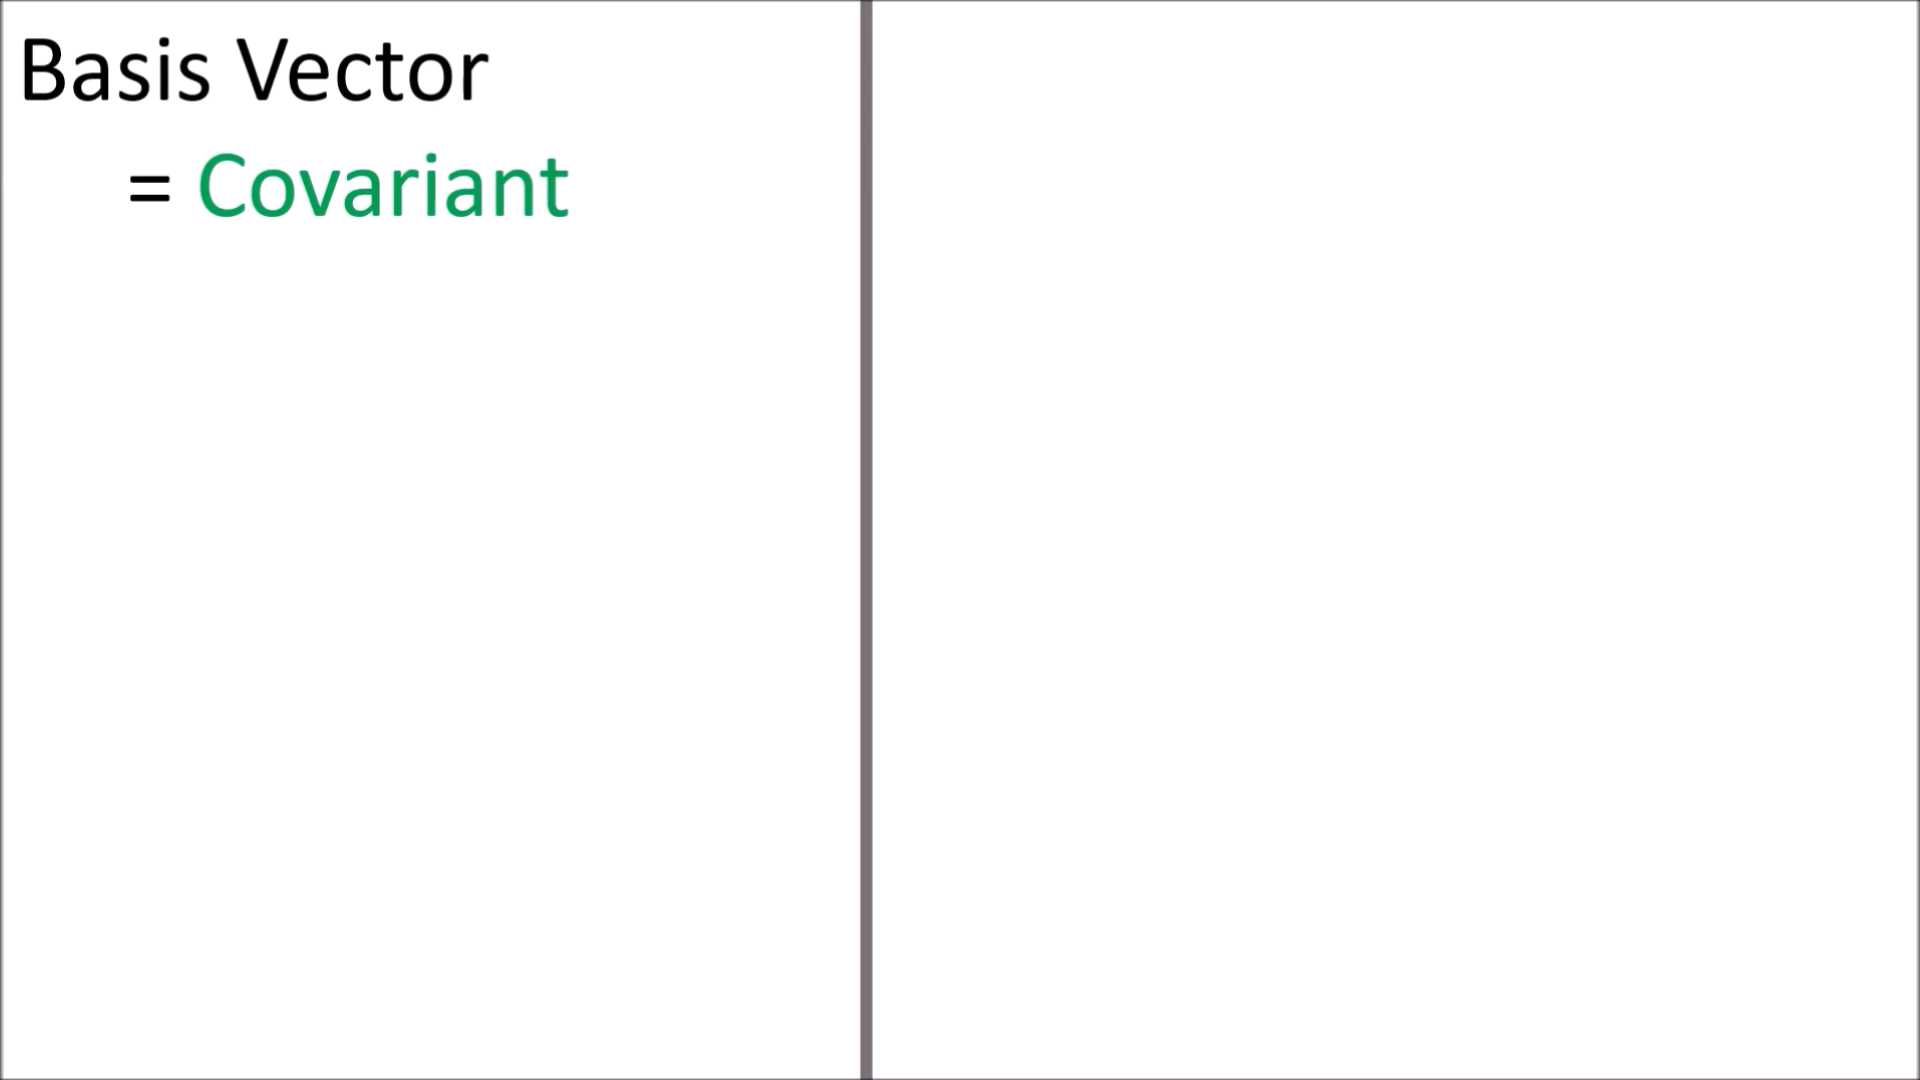 Basis Vector
= Covariant